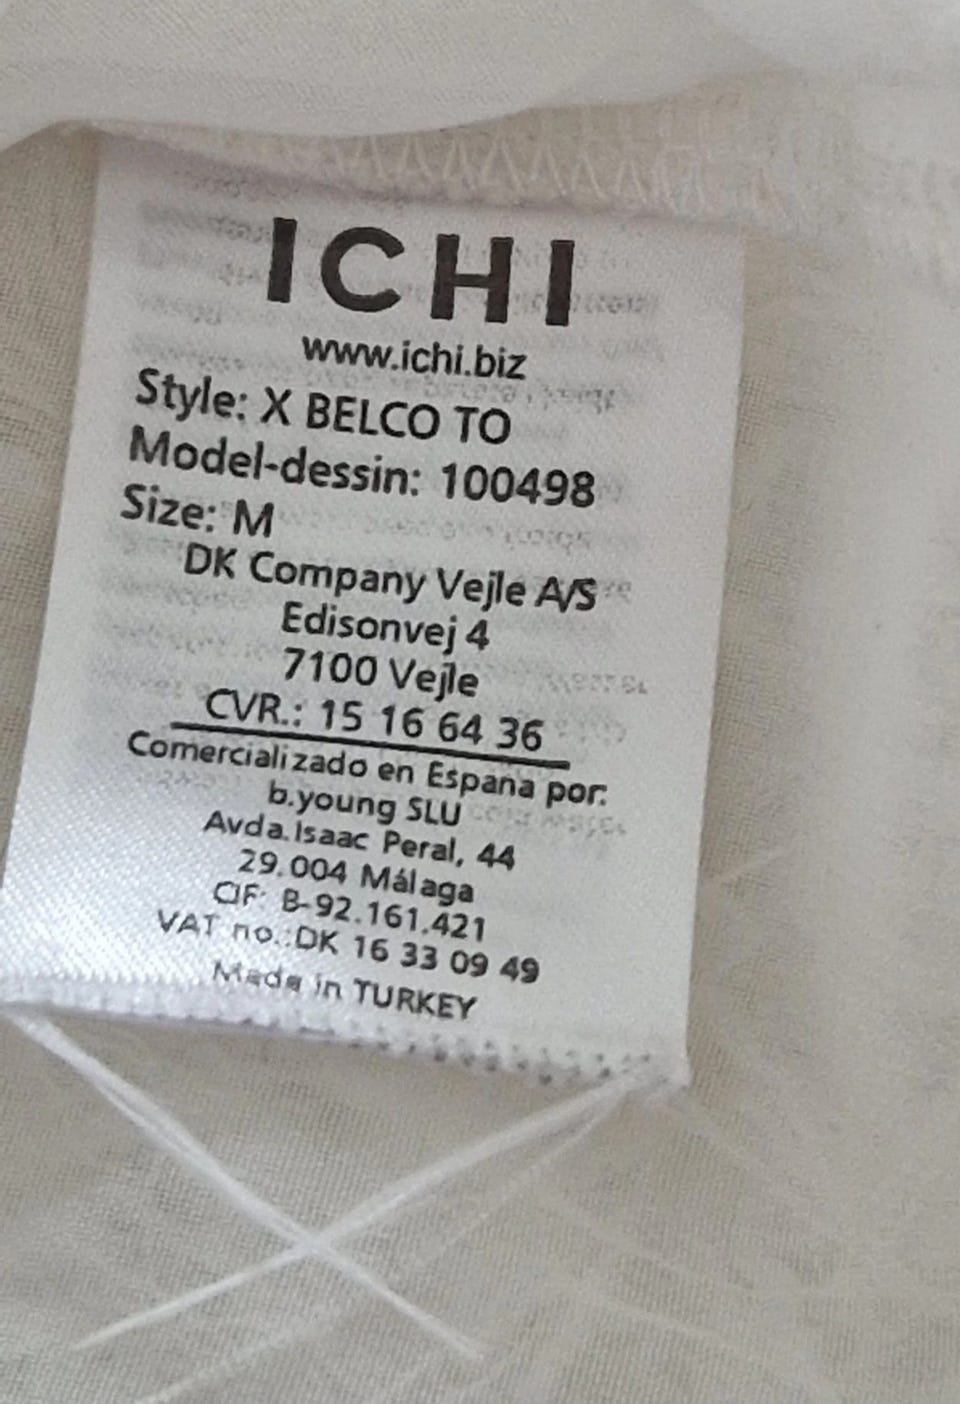 ICHI
www.ichi.biz
Style: X BELCO TO
Model-dessin: 100498
Size: M
DK Company Vejle A/S
Edisonvej 4
7100 Vejle
CVR.: 15 16 64 36
Comercializado en Espana por:
b.young SLU
Avda.Isaac Peral, 44
29.004 Málaga
CIF: B-92.161.421
VAT no.:DK 16 33 09 49
Made in TURKEY